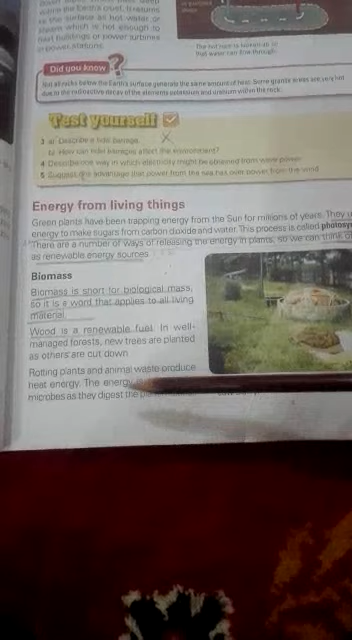 within the Earth's crust. It returns
to the surface as hot water or
steam which is hot enough to
heat buildings or power turbines
in power stations.
The hot rock is broken up so
that water can flow through.
Did you know ?
Not all rocks below the Earth's surface generate the same amount of heat. Some granite areas are very hot
due to the radioactive decay of the elements potassium and uranium within the rock.
Test yourself
3 a) Describe a tidal barrage.
b) How can tidal barrages affect the environment?
4 Describe one way in which electricity might be obtained from wave power.
5 Suggest one advantage that power from the sea has over power from the wind.
Energy from living things
Green plants have been trapping energy from the Sun for millions of years. They
energy to make sugars from carbon dioxide and water. This process is called
There are a number of ways of releasing the energy in plants, so we can think of
as renewable energy sources.
Biomass
Biomass is short for biological mass,
so it is a word that applies to all living
material.
Wood is a renewable fuel. In well-
managed forests, new trees are planted
as others are cut down.
Rotting plants and animal waste produce
heat energy. The energy
microbes as they digest the